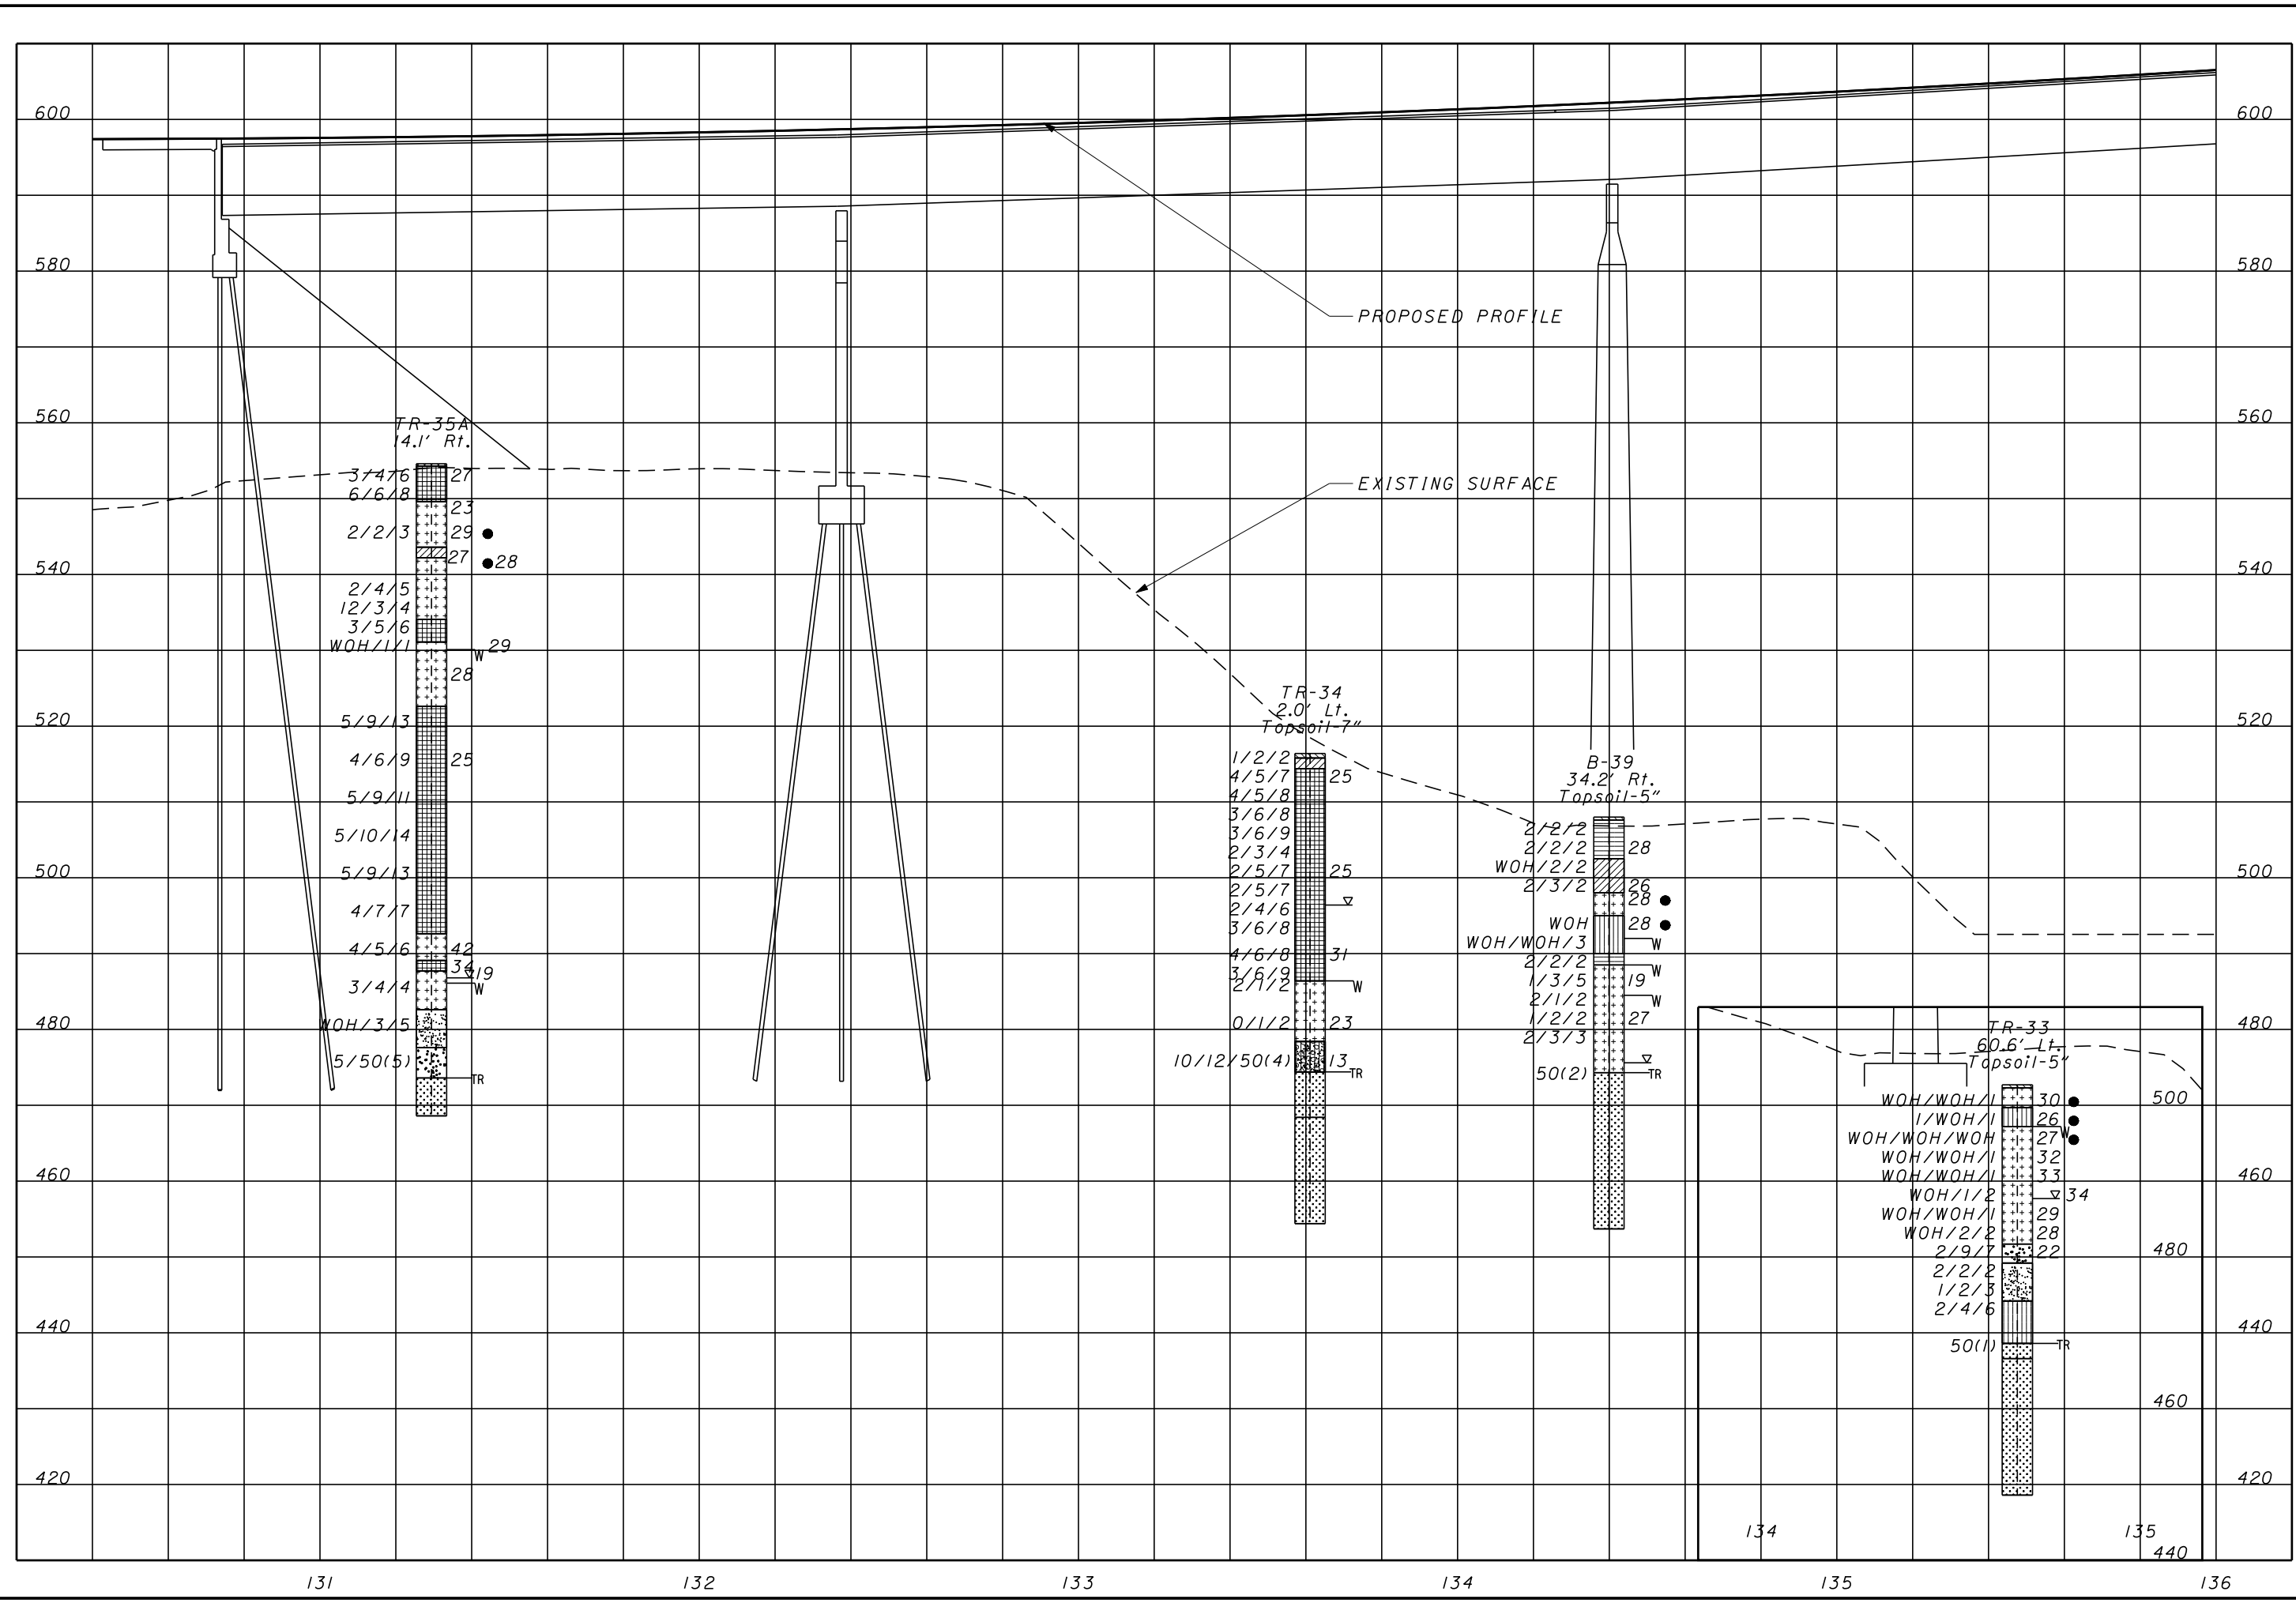 600
600
580
580
PROPOSED PROFILE
560
560
TR-35A
14.1' Rt.
3/4/6
27
6/6/8
23
2/2/3
29
27
28
2/4/5
12/3/4
3/5/6
WOH/1/1
W
29
28
5/9/13
4/6/9
25
5/9/11
5/10/14
5/9/13
4/7/7
4/5/6
42
34
19
3/4/4
W
WOH/3/5
5/50(5)
TR
EXISTING SURFACE
540
540
520
520
TR-34
2.0' Lt.
Topsoil-7"
1/2/2
4/5/7
25
4/5/8
3/6/8
3/6/9
2/3/4
2/5/7
25
2/5/7
2/4/6
3/6/8
4/6/8
31
3/6/9
2/1/2
W
0/1/2
23
10/12/50(4)
13
TR
B-39
34.2' Rt.
Topsoil-5"
2/2/2
2/2/2
28
WOH/2/2
2/3/2
26
28
WOH
28
WOH/WOH/3
W
2/2/2
W
1/3/5
19
2/1/2
W
1/2/2
27
2/3/3
50(2)
TR
500
500
480
480
TR-33
60.6' Lt.
Topsoil-5"
WOH/WOH/1
30
500
1/WOH/1
26
W
WOH/WOH/WOH
27
WOH/WOH/1
32
WOH/WOH/1
33
WOH/1/2
34
WOH/WOH/1
29
WOH/2/2
28
2/9/7
22
480
2/2/2
1/2/3
2/4/6
50(1)
TR
460
134
135
440
460
460
440
440
420
420
131
132
133
134
135
136